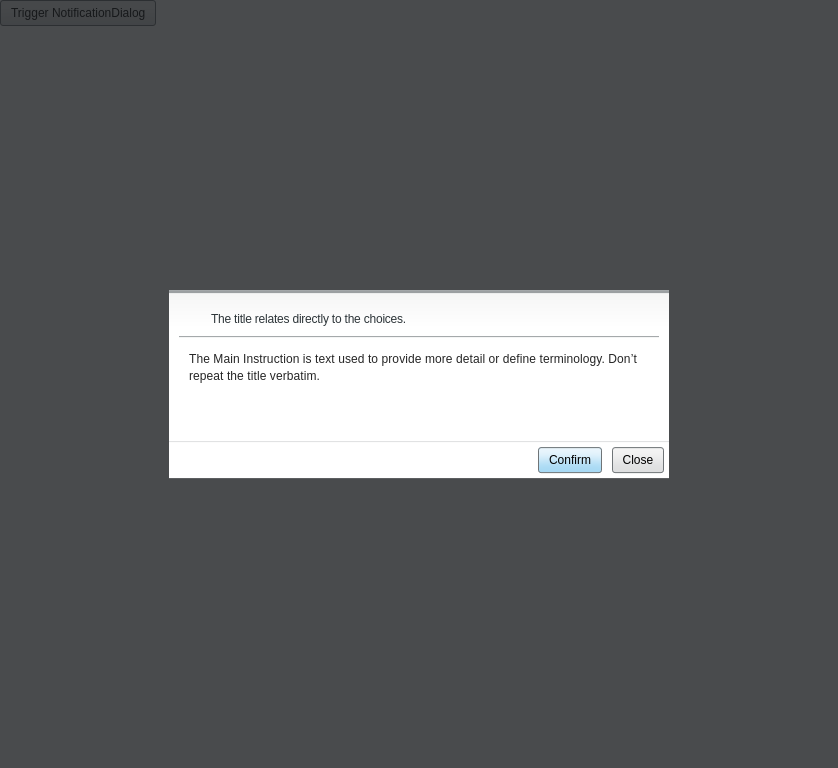 Trigger NotificationDialog
The title relates directly to the choices.
The Main Instruction is text used to provide more detail or define terminology. Don’t
repeat the title verbatim.
Confirm Close